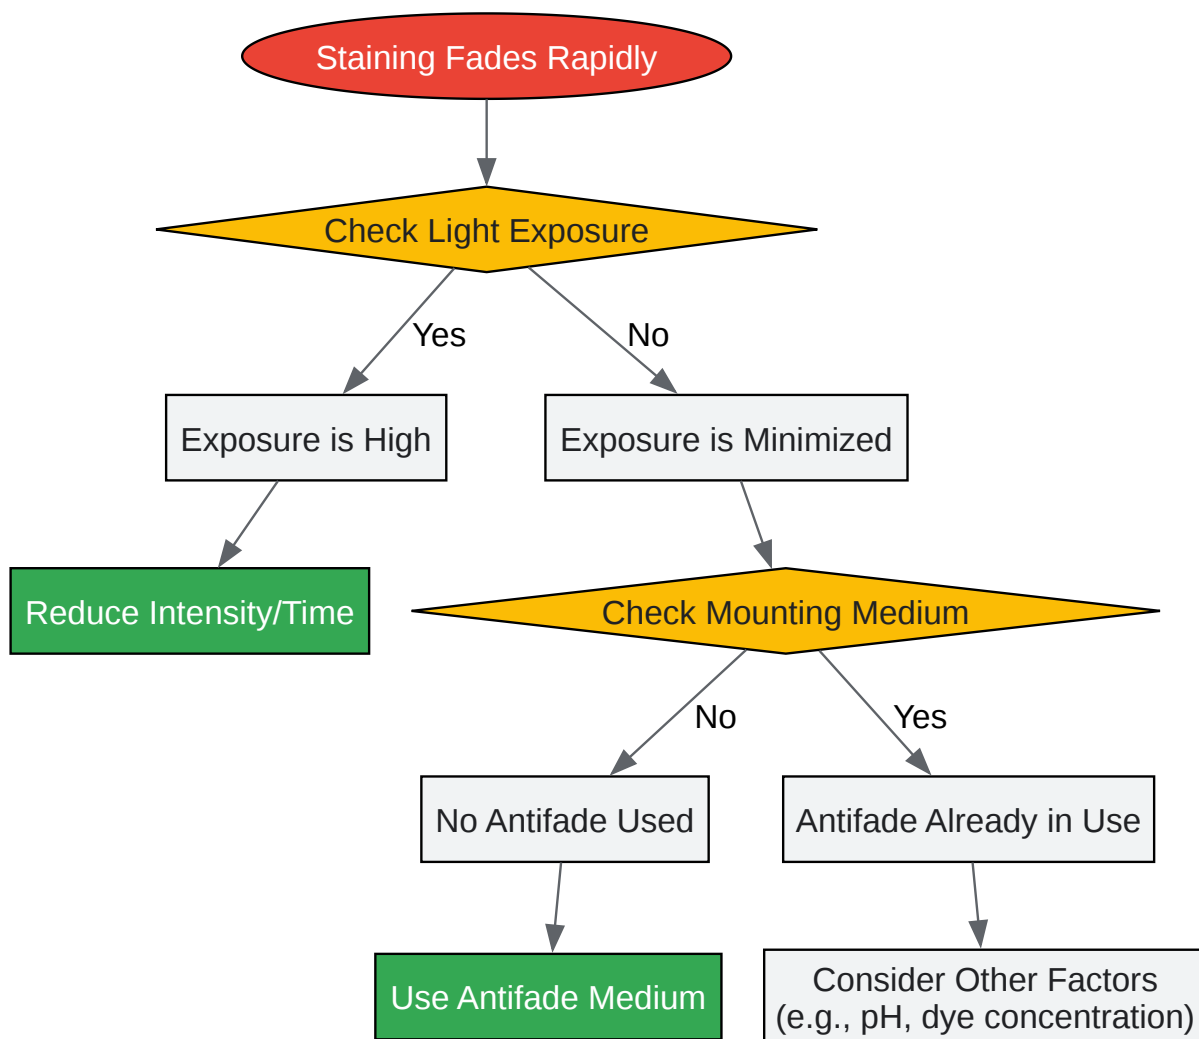 Staining Fades Rapidly
Check Light Exposure
Yes
No
Exposure is High
Exposure is Minimized
Reduce Intensity/Time
Check Mounting Medium
No
Yes
No Antifade Used
Antifade Already in Use
Use Antifade Medium
Consider Other Factors
(e.g., pH, dye concentration)